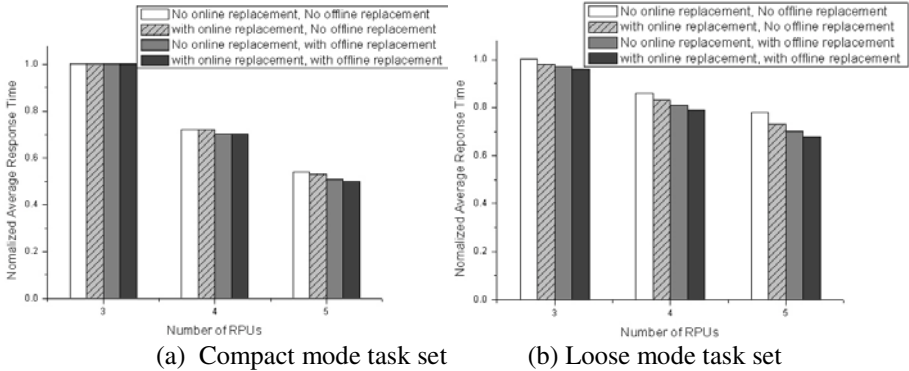 No online replacement, No offline replacement
with online replacement, No offline replacement
No online replacement, with offline replacement
with online replacement, with offline replacement
Nomalized Average Response Time
1.0
0.8
0.6
0.4
0.2
0.0
3
4
5
Number of RPUs
(a) Compact mode task set
No online replacement, No offline replacement
with online replacement, No offline replacement
No online replacement, with offline replacement
with online replacement, with offline replacement
Nomalized Average Response Time
1.0
0.8
0.6
0.4
0.2
0.0
3
4
5
Number of RPUs
(b) Loose mode task set